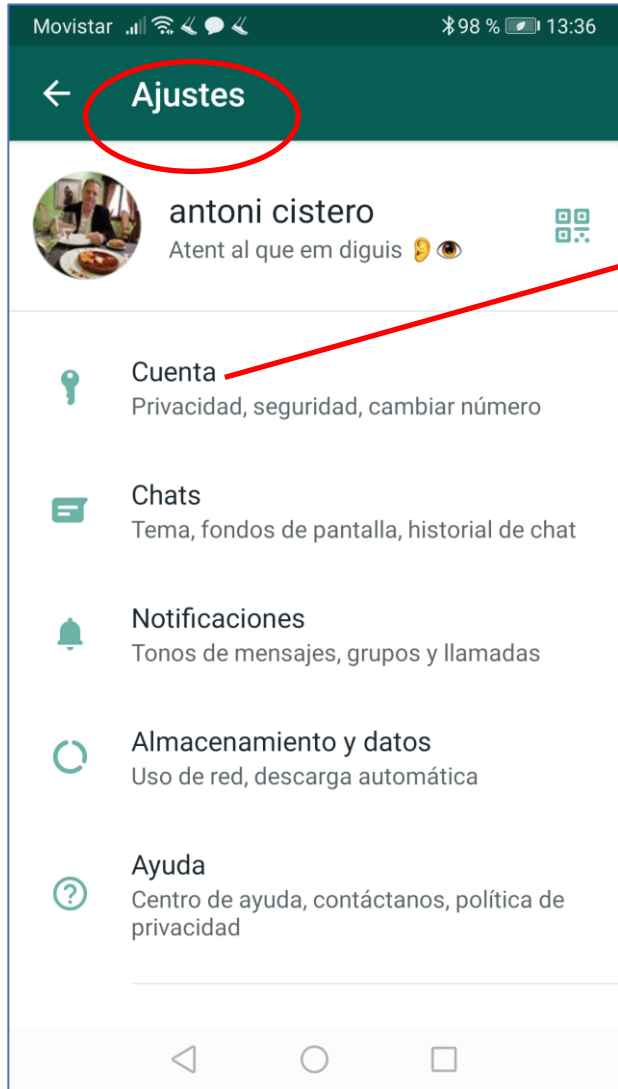 Movistar 98 % 13:36
Ajustes
antoni cistero
Atent al que em diguis 👂👁
Cuenta
Privacidad, seguridad, cambiar número
Chats
Tema, fondos de pantalla, historial de chat
Notificaciones
Tonos de mensajes, grupos y llamadas
Almacenamiento y datos
Uso de red, descarga automática
Ayuda
Centro de ayuda, contáctanos, política de
privacidad